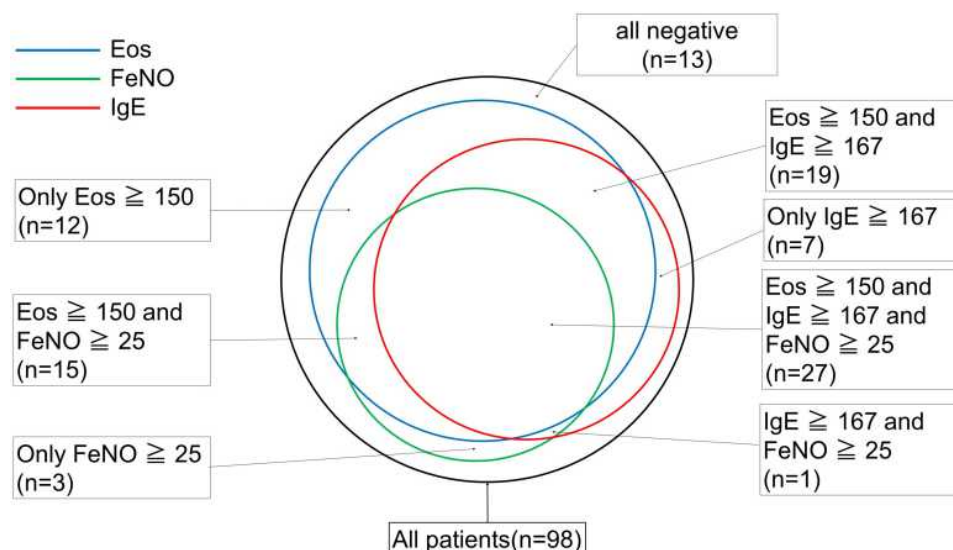 Eos
FeNO
IgE
all negative
(n=13)
Eos ≧ 150 and
IgE ≧ 167
(n=19)
Only Eos ≧ 150
(n=12)
Only IgE ≧ 167
(n=7)
Eos ≧ 150 and
FeNO ≧ 25
(n=15)
Eos ≧ 150 and
IgE ≧ 167 and
FeNO ≧ 25
(n=27)
Only FeNO ≧ 25
(n=3)
IgE ≧ 167 and
FeNO ≧ 25
(n=1)
All patients(n=98)